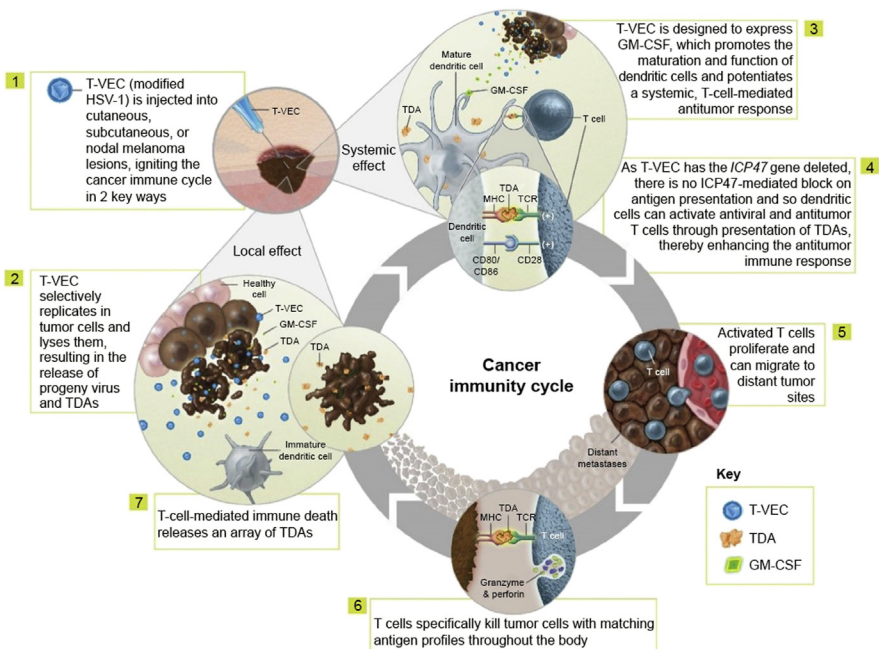 1
T-VEC (modified
HSV-1) is injected into
cutaneous,
subcutaneous, or
nodal melanoma
lesions, igniting the
cancer immune cycle
in 2 key ways
T-VEC
Systemic
effect
Local effect
Mature
dendritic cell
GM-CSF
TDA
T cell
MHC
TDA
TCR
(+)
Dendritic
cell
(+)
CD80/
CD86
CD28
3
T-VEC is designed to express
GM-CSF, which promotes the
maturation and function of
dendritic cells and potentiates
a systemic, T-cell-mediated
antitumor response
4
As T-VEC has the ICP47 gene deleted,
there is no ICP47-mediated block on
antigen presentation and so dendritic
cells can activate antiviral and antitumor
T cells through presentation of TDAs,
thereby enhancing the antitumor
immune response
2
T-VEC
selectively
replicates in
tumor cells and
lyses them,
resulting in the
release of
progeny virus
and TDAs
Healthy
cell
T-VEC
GM-CSF
TDA
TDA
Immature
dendritic cell
Cancer
immunity cycle
5
Activated T cells
proliferate and
can migrate to
distant tumor
sites
T cell
Distant
metastases
7
T-cell-mediated immune death
releases an array of TDAs
MHC
TDA
TCR
T cell
Granzyme
& perforin
6
T cells specifically kill tumor cells with matching
antigen profiles throughout the body
Key
T-VEC
TDA
GM-CSF